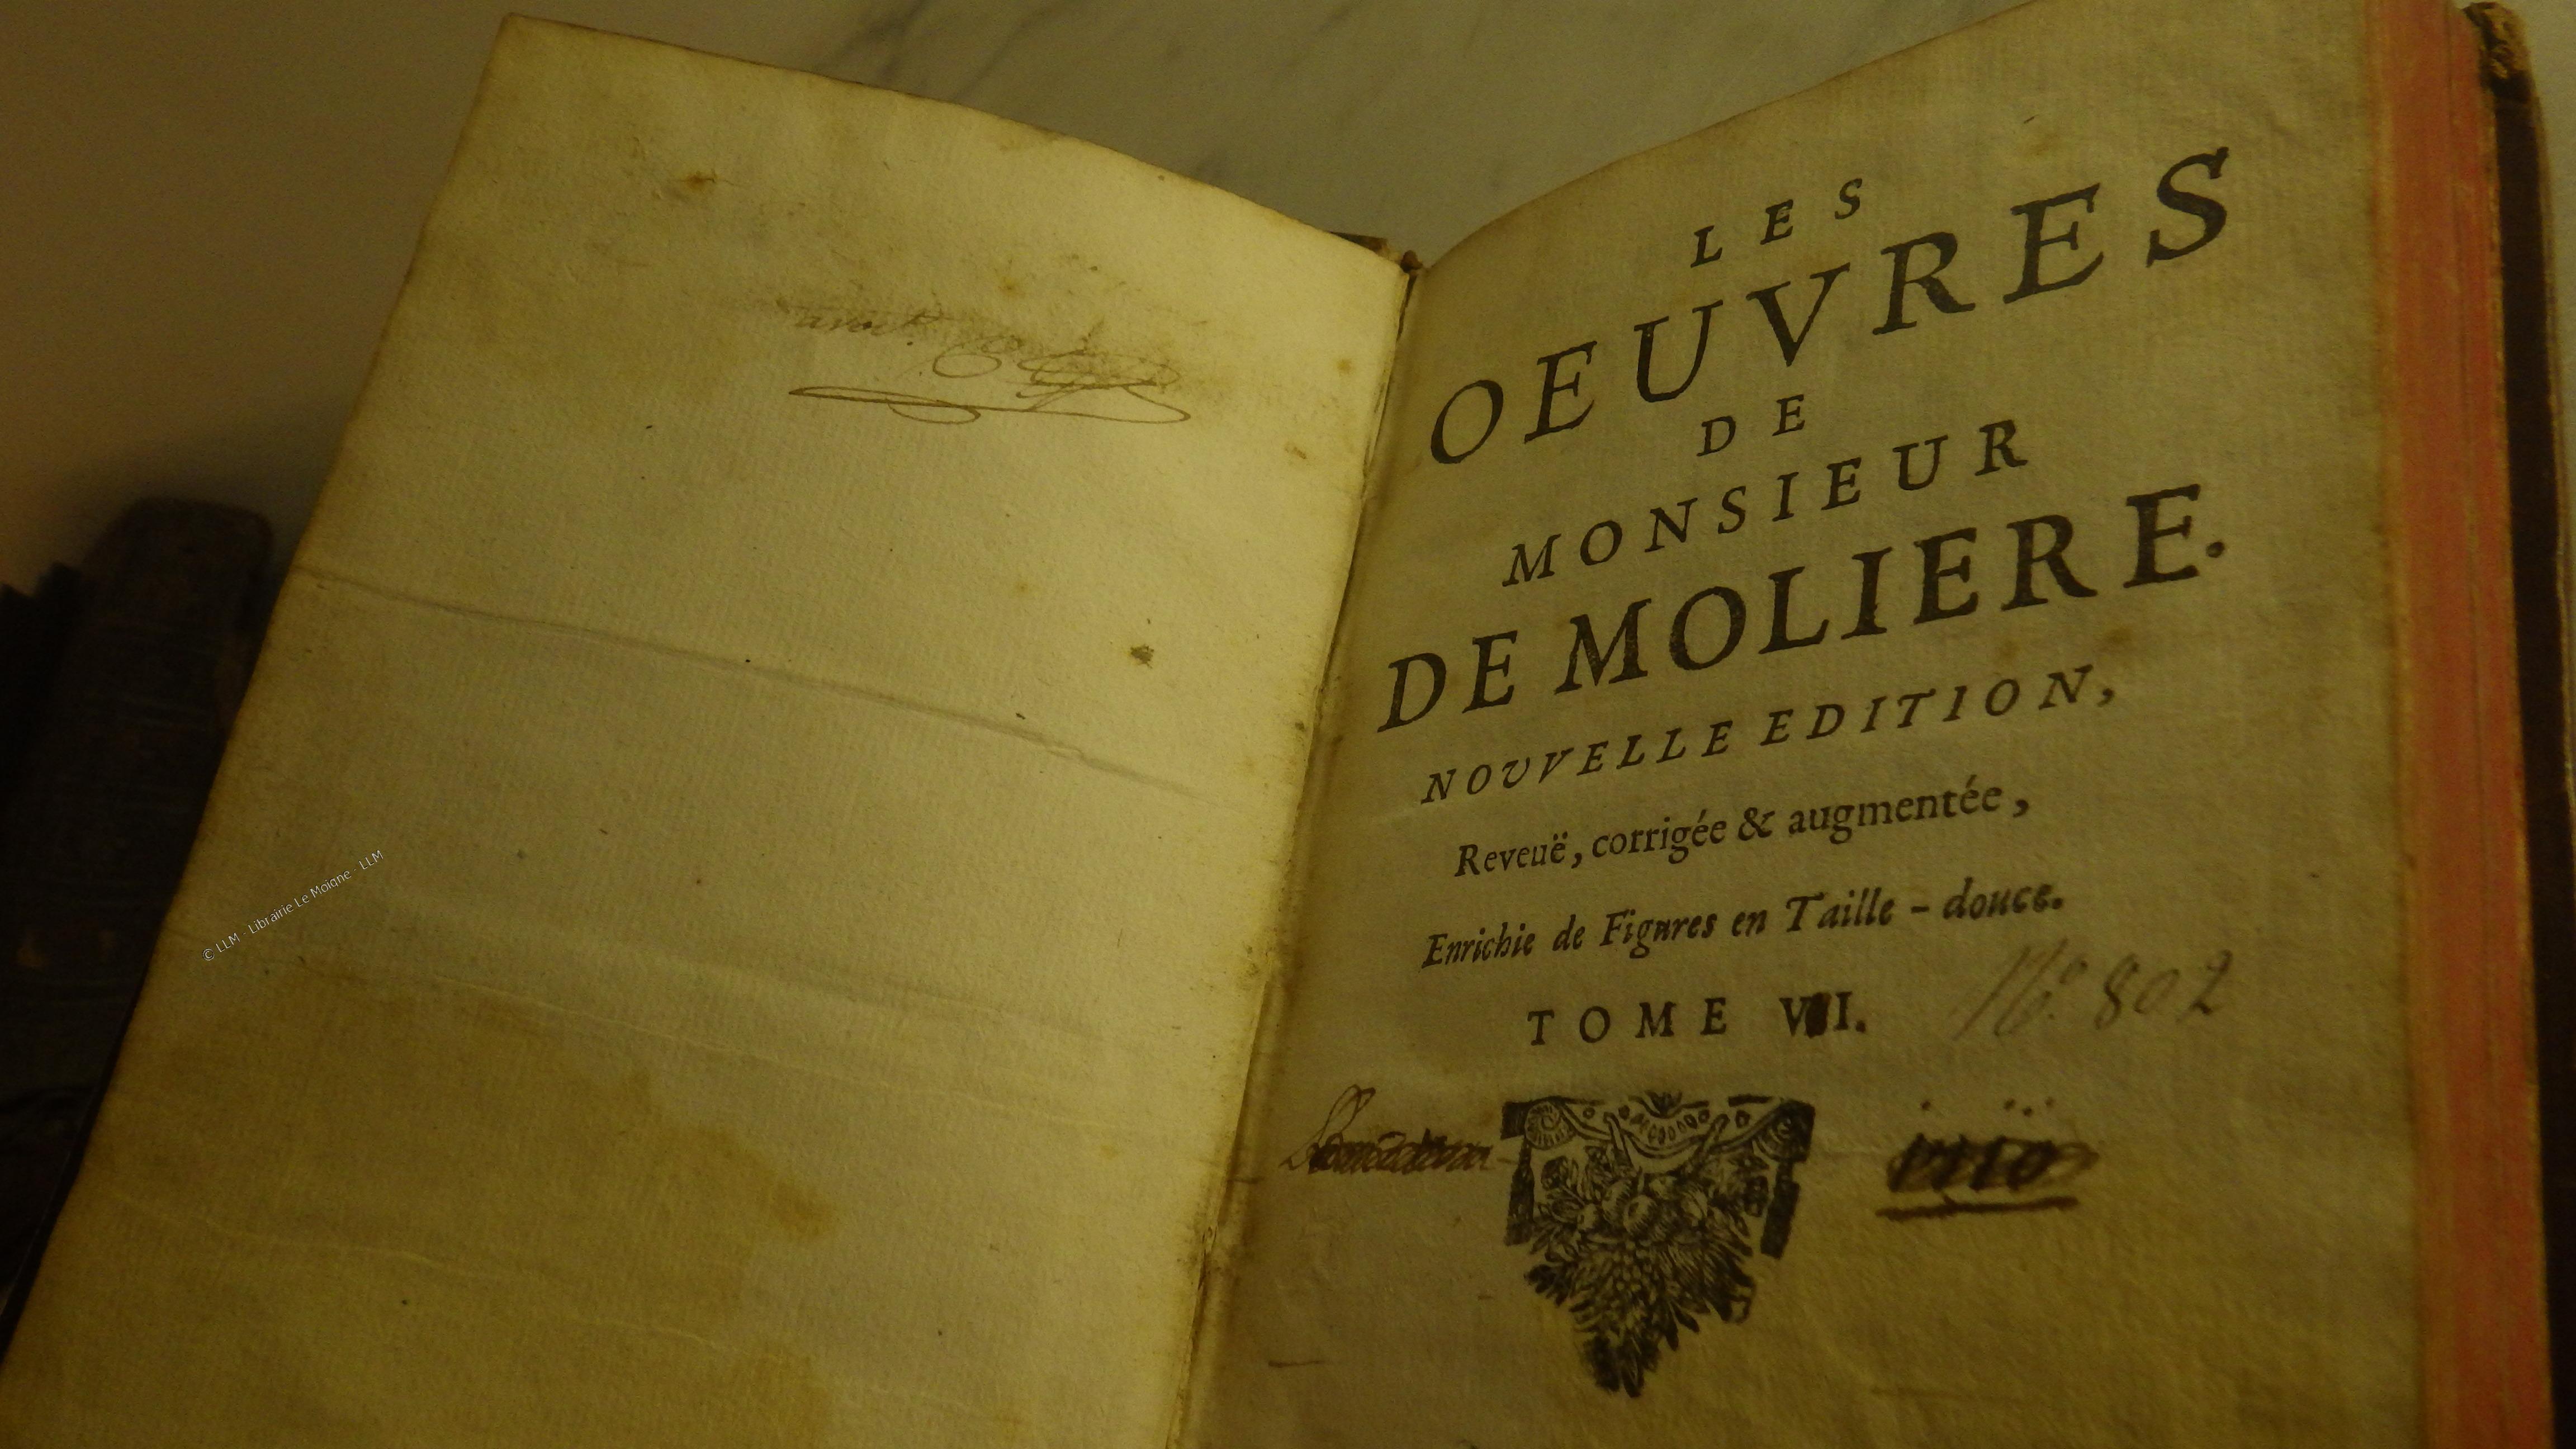 © LLM - Librairie Le Moigne - LLM
LES
OEUVRES
DE
MONSIEUR
DE MOLIERE.
NOUVELLE EDITION,
Reveuë, corrigée & augmentée,
Enrichie de Figures en Taille-douce.
TOME VII.
N.° 802